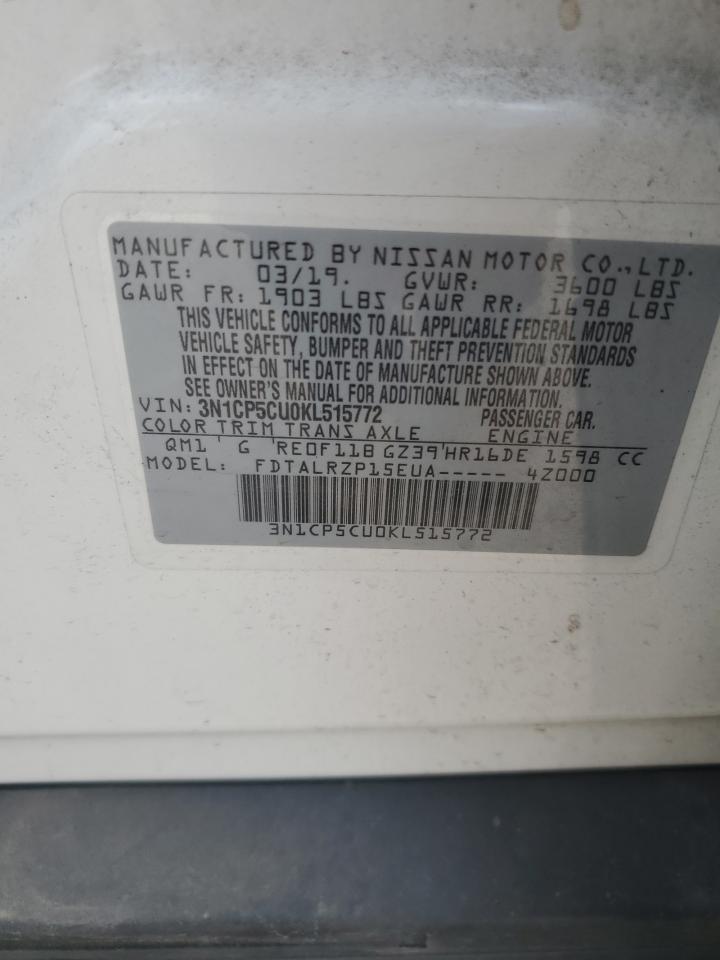 MANUFACTURED BY NISSAN MOTOR CO., LTD.
DATE: 03/19. GVWR: 3600 LBS
GAWR FR: 1903 LBS GAWR RR: 1698 LBS
THIS VEHICLE CONFORMS TO ALL APPLICABLE FEDERAL MOTOR
VEHICLE SAFETY, BUMPER AND THEFT PREVENTION STANDARDS
IN EFFECT ON THE DATE OF MANUFACTURE SHOWN ABOVE.
SEE OWNER'S MANUAL FOR ADDITIONAL INFORMATION.
VIN: 3N1CP5CU0KL515772 PASSENGER CAR.
COLOR TRIM TRANS AXLE ENGINE
QM1 ' G ' RE0F11B GZ39'HR16DE 1598 CC
MODEL: FDTALRZP15EUA----- 4Z000
3N1CP5CU0KL515772